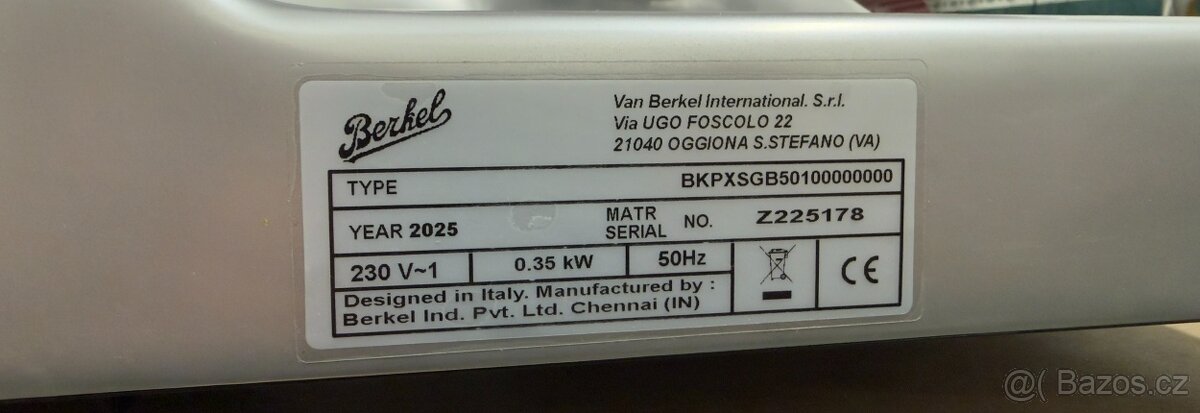 Berkel
Van Berkel International. S.r.l.
Via UGO FOSCOLO 22
21040 OGGIONA S.STEFANO (VA)
TYPE BKPXSGB50100000000
YEAR 2025 MATR SERIAL NO. Z225178
230 V~1 0.35 kW 50Hz
Designed in Italy. Manufactured by :
Berkel Ind. Pvt. Ltd. Chennai (IN)
CE
@( Bazos.cz